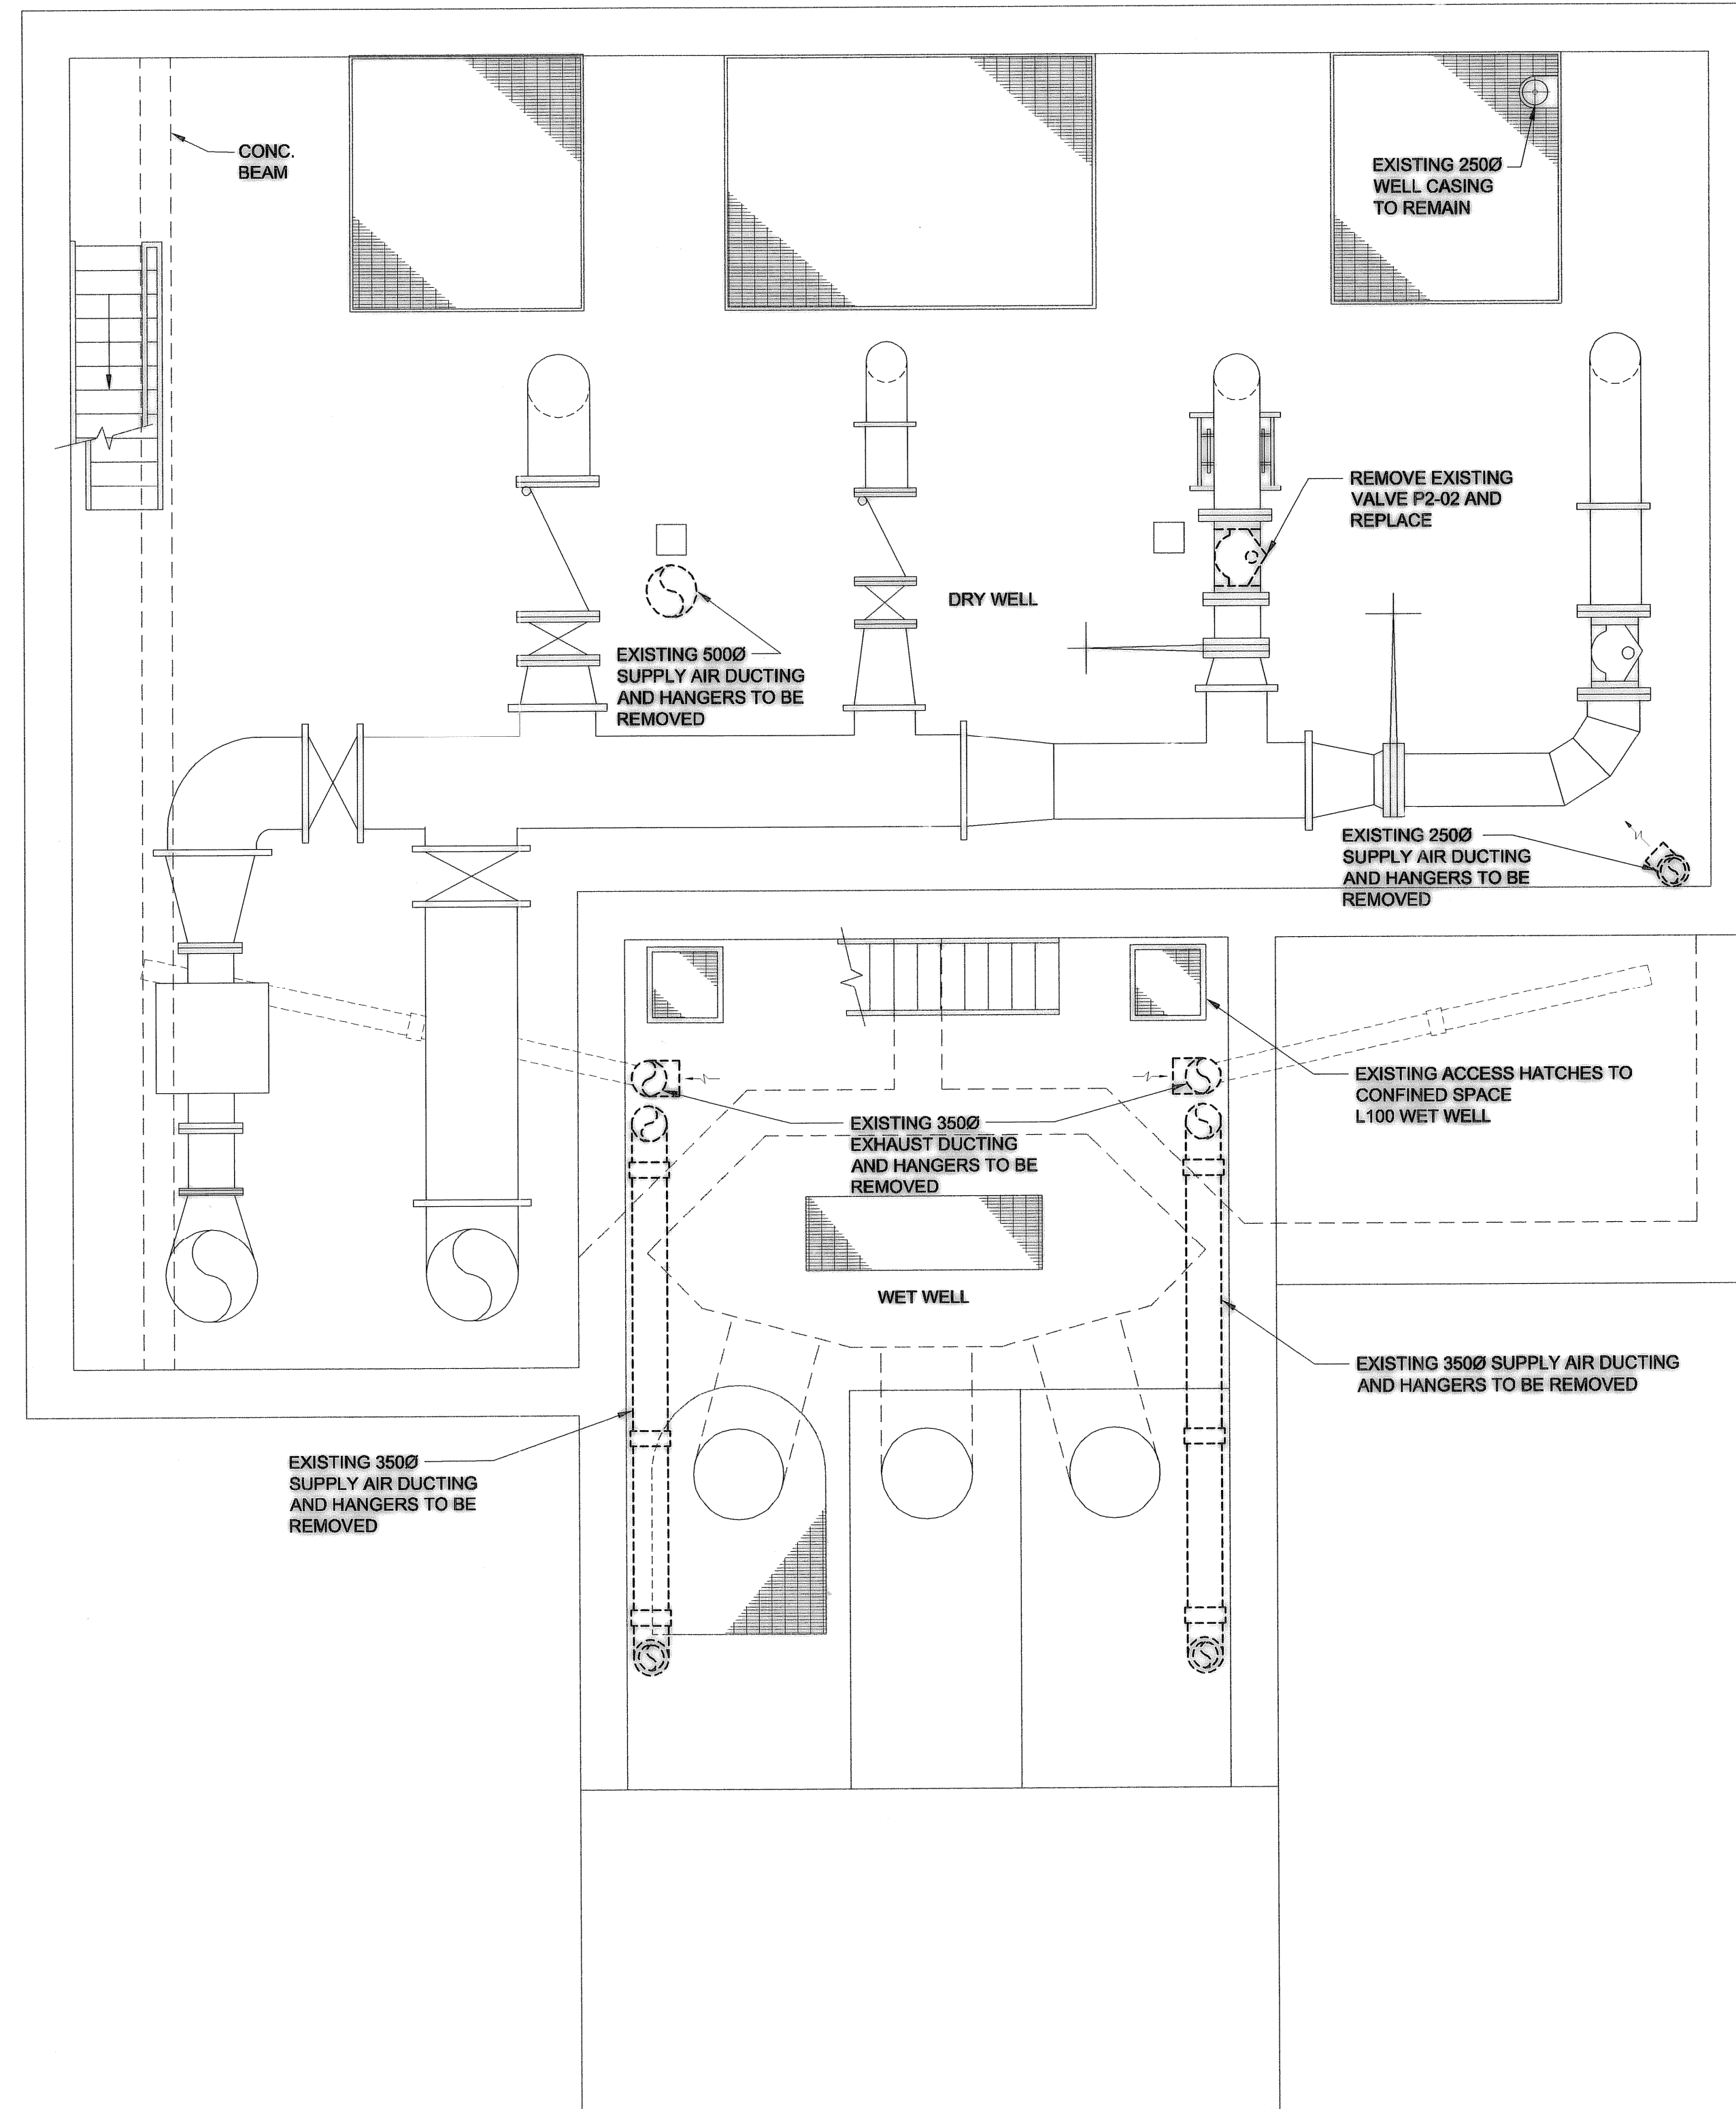 CONC.
BEAM
EXISTING 250Ø
WELL CASING
TO REMAIN
REMOVE EXISTING
VALVE P2-02 AND
REPLACE
DRY WELL
EXISTING 500Ø
SUPPLY AIR DUCTING
AND HANGERS TO BE
REMOVED
EXISTING 250Ø
SUPPLY AIR DUCTING
AND HANGERS TO BE
REMOVED
EXISTING ACCESS HATCHES TO
CONFINED SPACE
L100 WET WELL
EXISTING 350Ø
EXHAUST DUCTING
AND HANGERS TO BE
REMOVED
WET WELL
EXISTING 350Ø SUPPLY AIR DUCTING
AND HANGERS TO BE REMOVED
EXISTING 350Ø
SUPPLY AIR DUCTING
AND HANGERS TO BE
REMOVED